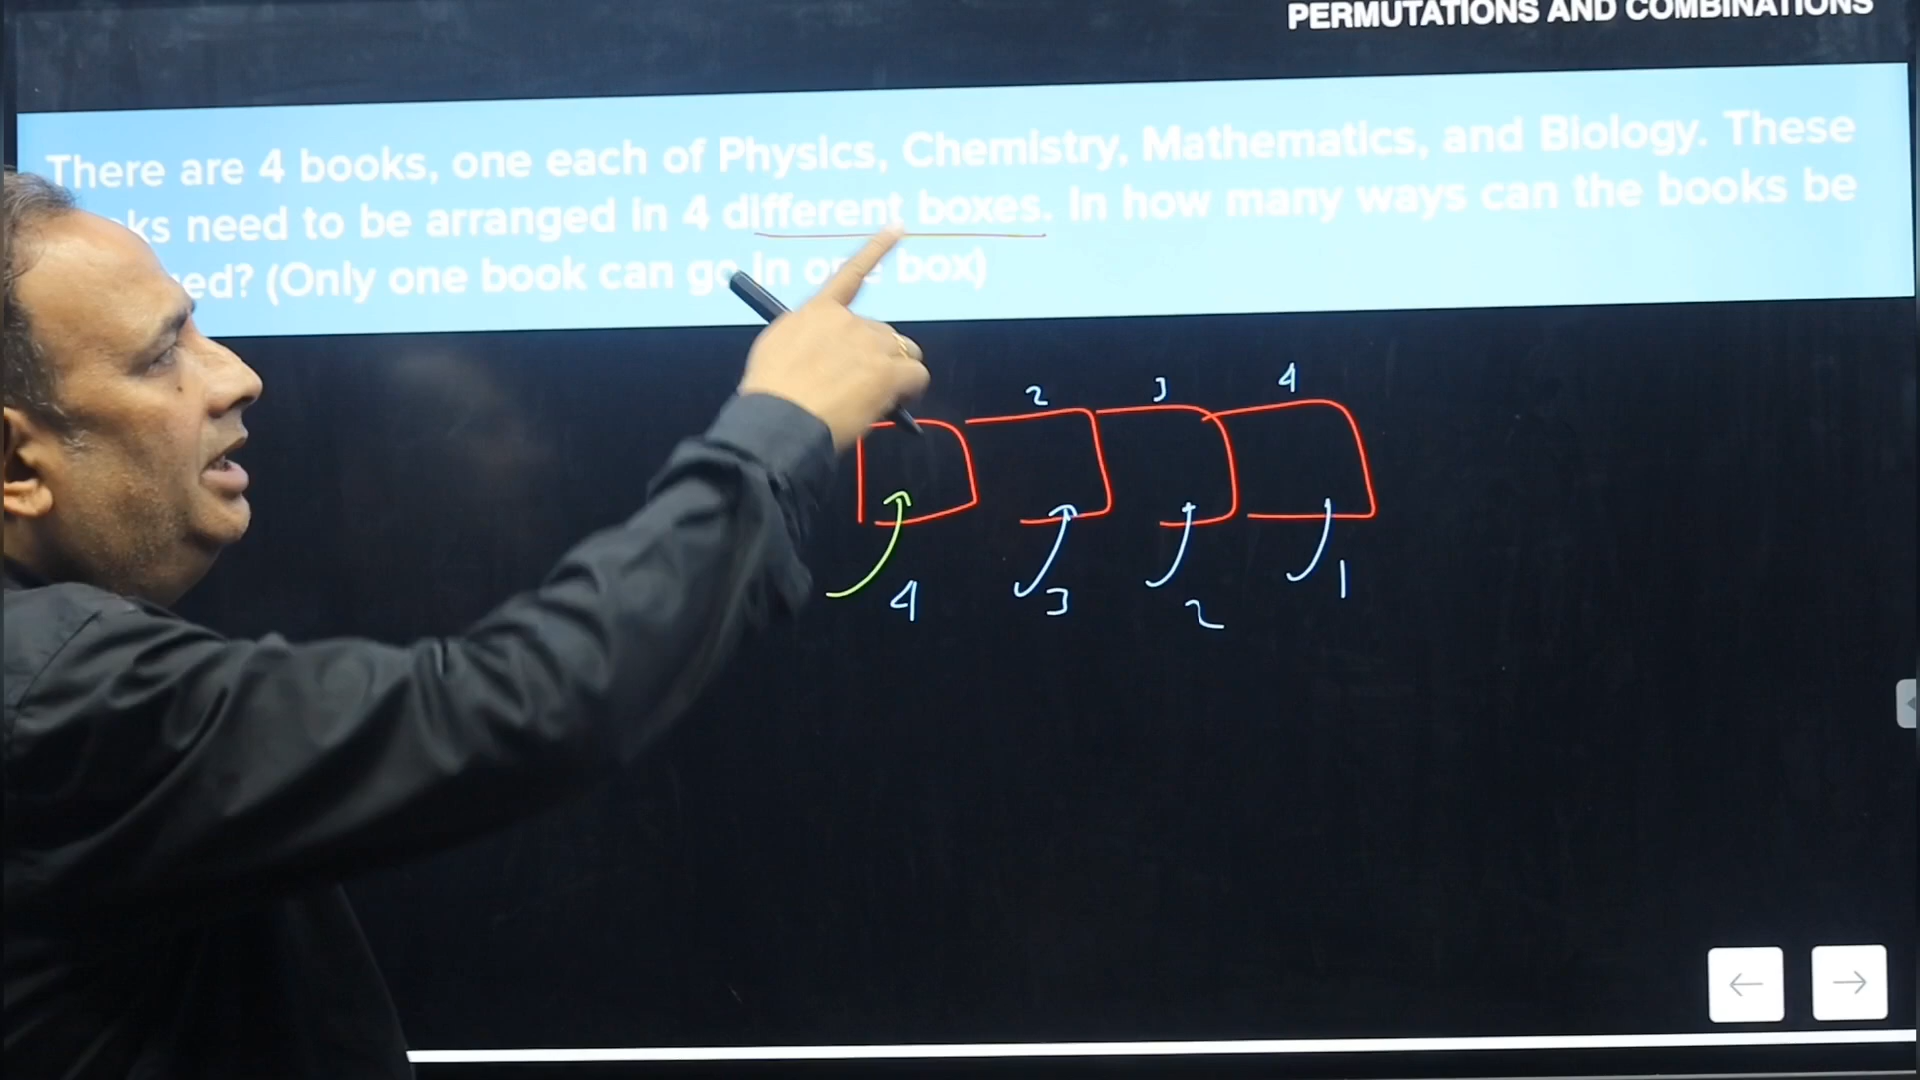 PERMUTATIONS AND COMBINATIONS
There are 4 books, one each of Physics, Chemistry, Mathematics, and Biology. These
need to be arranged in 4 different boxes. In how many ways can the books be
(Only one book can go in one box)
2 3 4
4 3 2 1